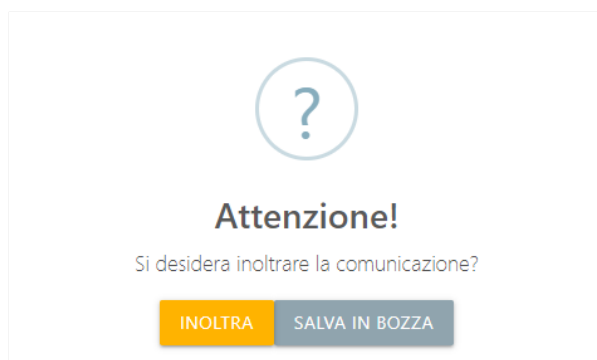 ?
Attenzione!
Si desidera inoltrare la comunicazione?
INOLTRA SALVA IN BOZZA